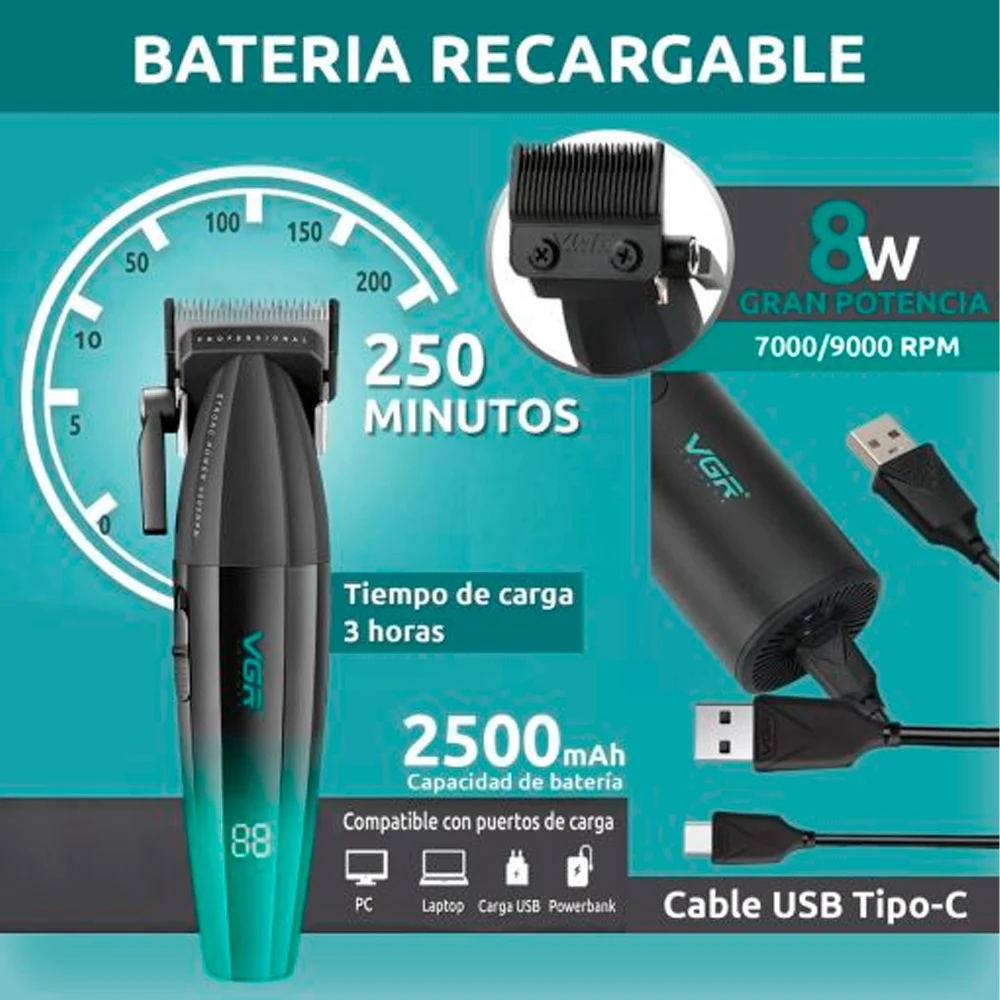 BATERIA RECARGABLE
0
5
10
50
100
150
200
250
MINUTOS
PROFESSIONAL
VGR
8W
GRAN POTENCIA
7000/9000 RPM
VGR
Tiempo de carga
3 horas
VGR
88
2500mAh
Capacidad de batería
Compatible con puertos de carga
PC
Laptop
Carga USB
Powerbank
VGR
Cable USB Tipo-C